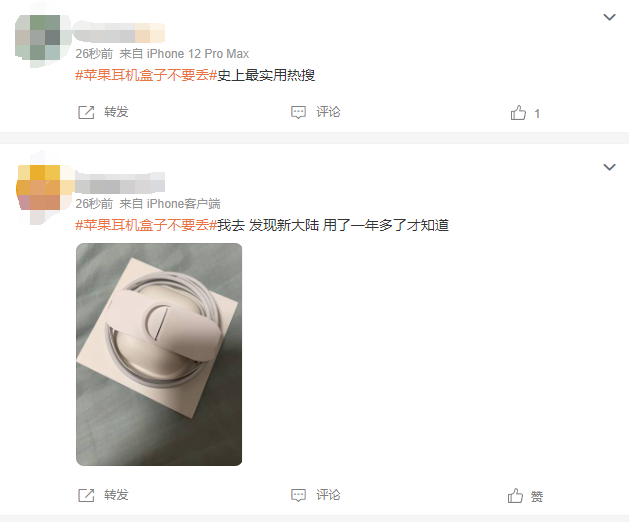 26秒前 来自 iPhone 12 Pro Max
#苹果耳机盒子不要丢#史上最实用热搜
转发 评论 1
26秒前 来自 iPhone客户端
#苹果耳机盒子不要丢#我去 发现新大陆 用了一年多了才知道
转发 评论 赞